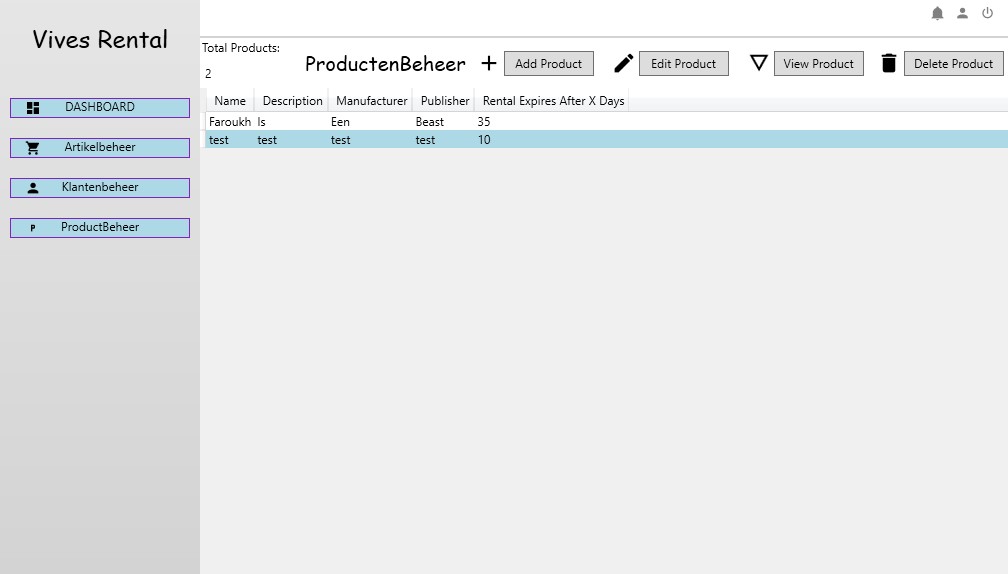 Vives Rental
DASHBOARD
Artikelbeheer
Klantenbeheer
P ProductBeheer
Total Products:
2
ProductenBeheer Add Product Edit Product View Product Delete Product
Name Description Manufacturer Publisher Rental Expires After X Days
Faroukh Is Een Beast 35
test test test test 10